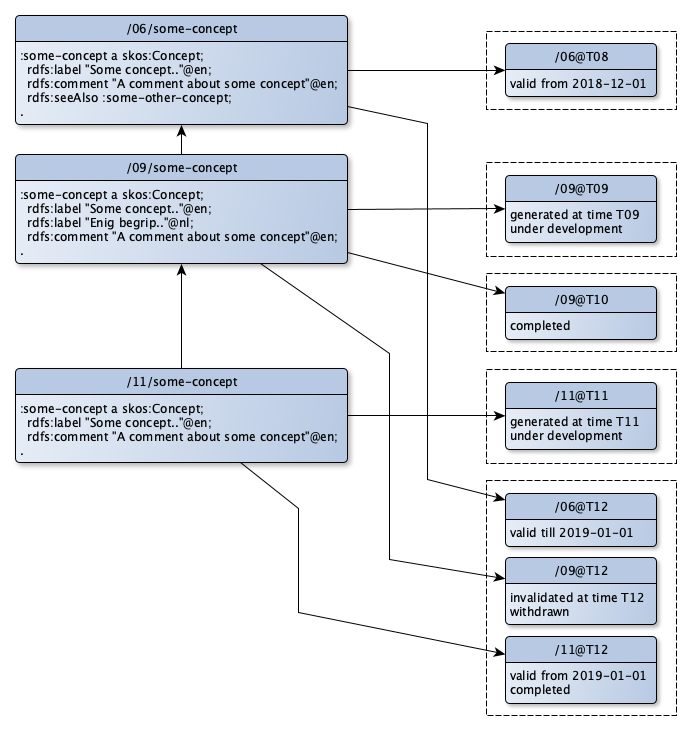 /06/some-concept
:some-concept a skos:Concept;
rdfs:label "Some concept.."@en;
rdfs:comment "A comment about some concept"@en;
rdfs:seeAlso :some-other-concept;
.
/09/some-concept
:some-concept a skos:Concept;
rdfs:label "Some concept.."@en;
rdfs:label "Enig begrip.."@nl;
rdfs:comment "A comment about some concept"@en;
.
/11/some-concept
:some-concept a skos:Concept;
rdfs:label "Some concept.."@en;
rdfs:comment "A comment about some concept"@en;
.
/06@T08
valid from 2018-12-01
/09@T09
generated at time T09
under development
/09@T10
completed
/11@T11
generated at time T11
under development
/06@T12
valid till 2019-01-01
/09@T12
invalidated at time T12
withdrawn
/11@T12
valid from 2019-01-01
completed